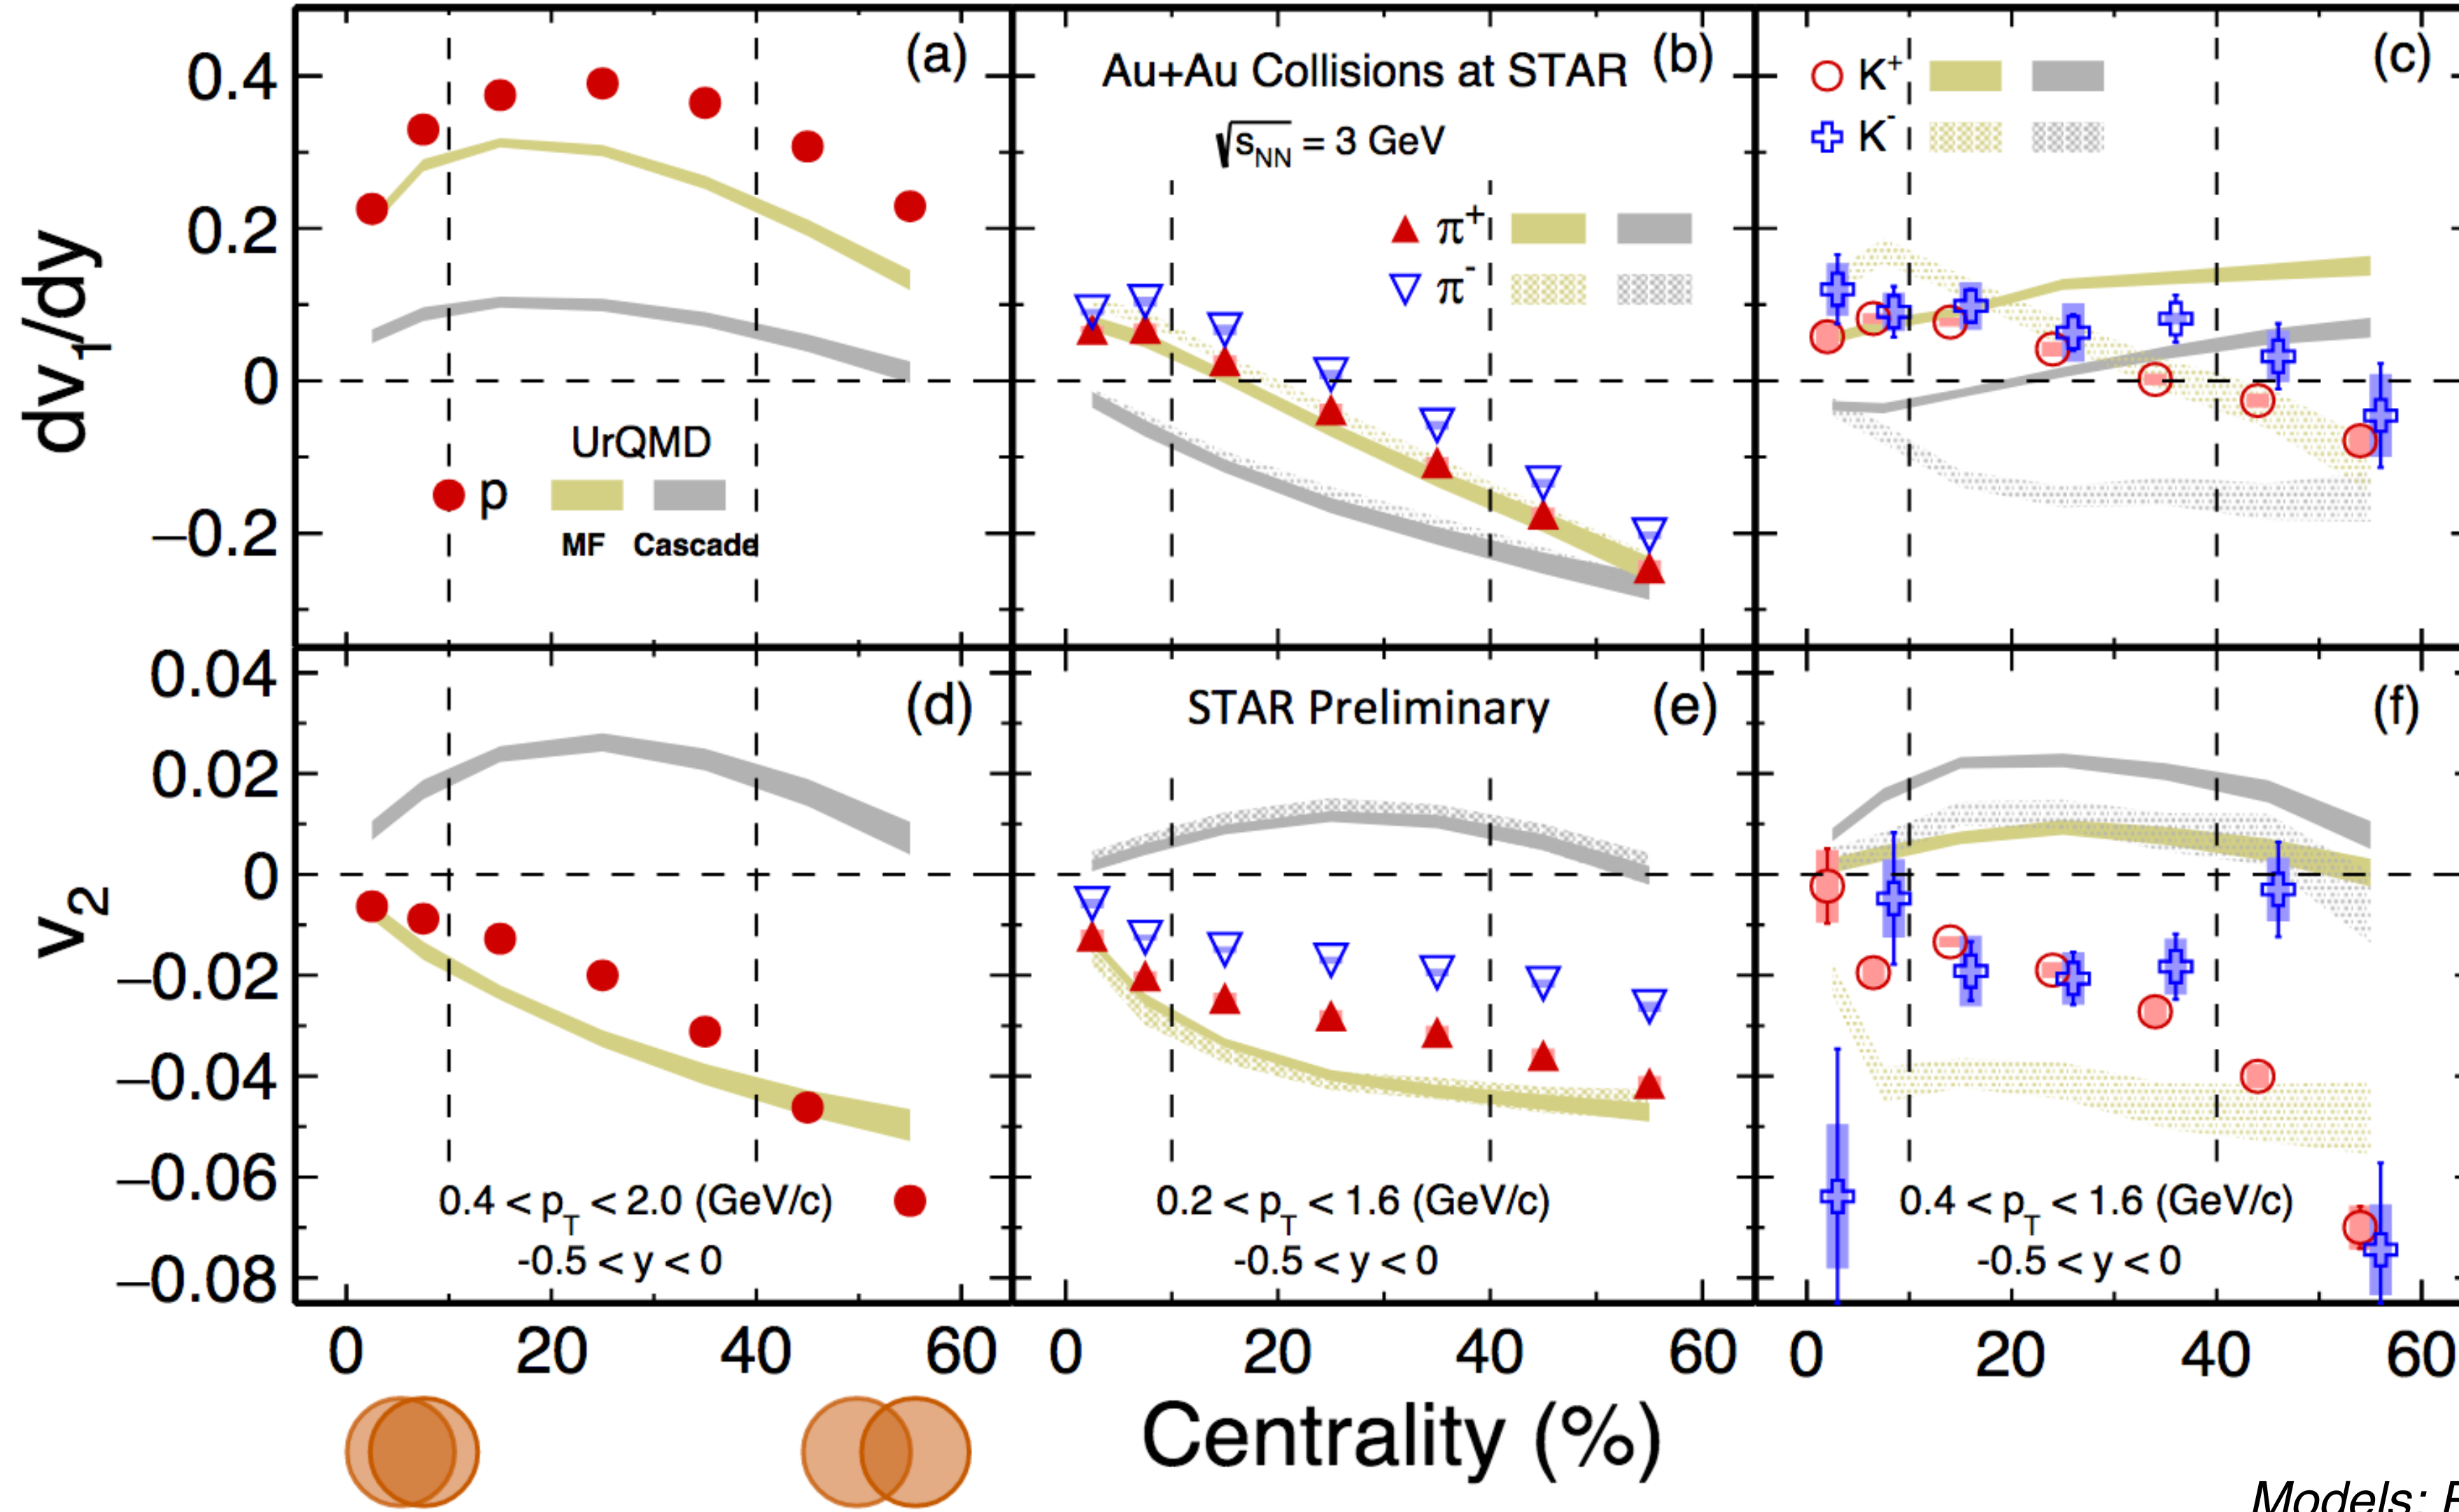 (a)
(b)
(c)
Au+Au Collisions at STAR
√sNN = 3 GeV
K+
K-
π+
π-
0.4
0.2
0
−0.2
dv1/dy
UrQMD
p
MF Cascade
(d)
(e)
(f)
STAR Preliminary
0.04
0.02
0
−0.02
−0.04
−0.06
−0.08
v2
0.4 < pT < 2.0 (GeV/c)
-0.5 < y < 0
0.2 < pT < 1.6 (GeV/c)
-0.5 < y < 0
0.4 < pT < 1.6 (GeV/c)
-0.5 < y < 0
0 20 40 60 0 20 40 60 0 20 40 60
Centrality (%)
Models: